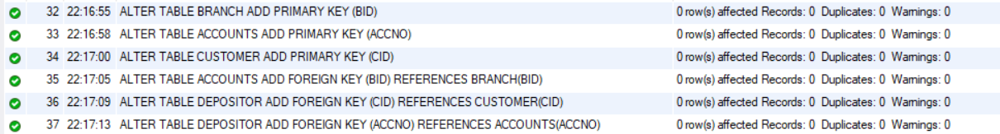 32 22:16:55 ALTER TABLE BRANCH ADD PRIMARY KEY (BID) 0 row(s) affected Records: 0 Duplicates: 0 Warnings: 0
33 22:16:58 ALTER TABLE ACCOUNTS ADD PRIMARY KEY (ACCNO) 0 row(s) affected Records: 0 Duplicates: 0 Warnings: 0
34 22:17:00 ALTER TABLE CUSTOMER ADD PRIMARY KEY (CID) 0 row(s) affected Records: 0 Duplicates: 0 Warnings: 0
35 22:17:05 ALTER TABLE ACCOUNTS ADD FOREIGN KEY (BID) REFERENCES BRANCH(BID) 0 row(s) affected Records: 0 Duplicates: 0 Warnings: 0
36 22:17:09 ALTER TABLE DEPOSITOR ADD FOREIGN KEY (CID) REFERENCES CUSTOMER(CID) 0 row(s) affected Records: 0 Duplicates: 0 Warnings: 0
37 22:17:13 ALTER TABLE DEPOSITOR ADD FOREIGN KEY (ACCNO) REFERENCES ACCOUNTS(ACCNO) 0 row(s) affected Records: 0 Duplicates: 0 Warnings: 0